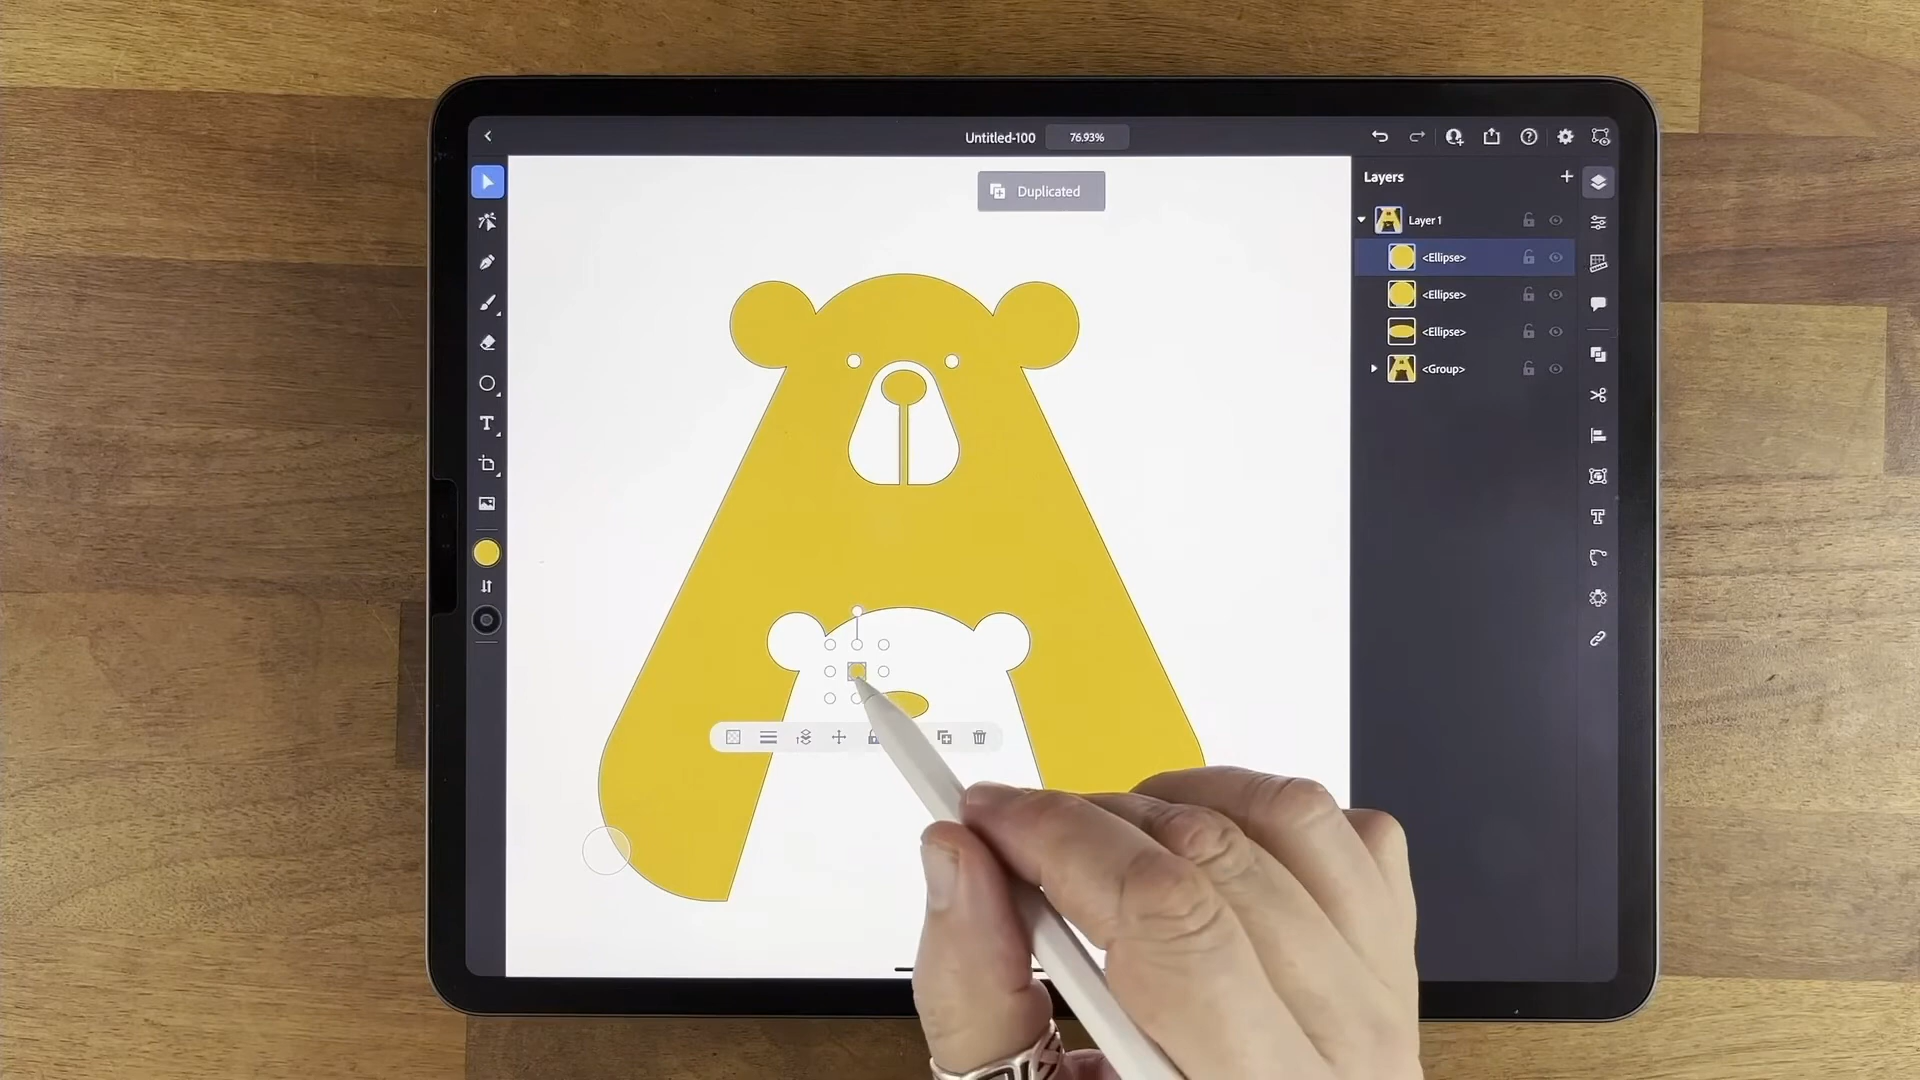 Untitled-100
76.93%
Duplicated
Layers
Layer 1
<Ellipse>
<Ellipse>
<Ellipse>
<Group>